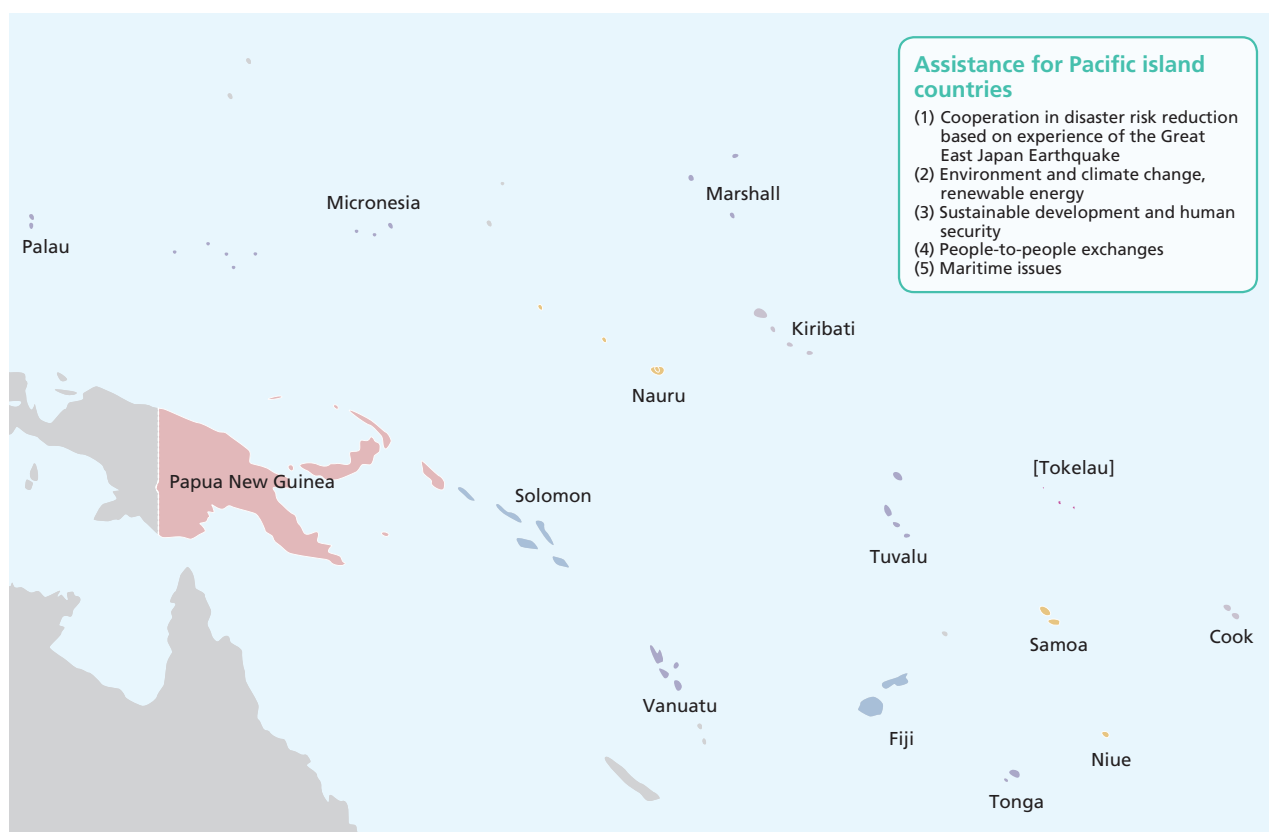 Assistance for Pacific island
countries
(1) Cooperation in disaster risk reduction
based on experience of the Great
East Japan Earthquake
(2) Environment and climate change,
renewable energy
(3) Sustainable development and human
security
(4) People-to-people exchanges
(5) Maritime issues
Marshall
Micronesia
Palau
Kiribati
Nauru
[Tokelau]
Papua New Guinea
Solomon
Tuvalu
Cook
Samoa
Vanuatu
Fiji
Niue
Tonga